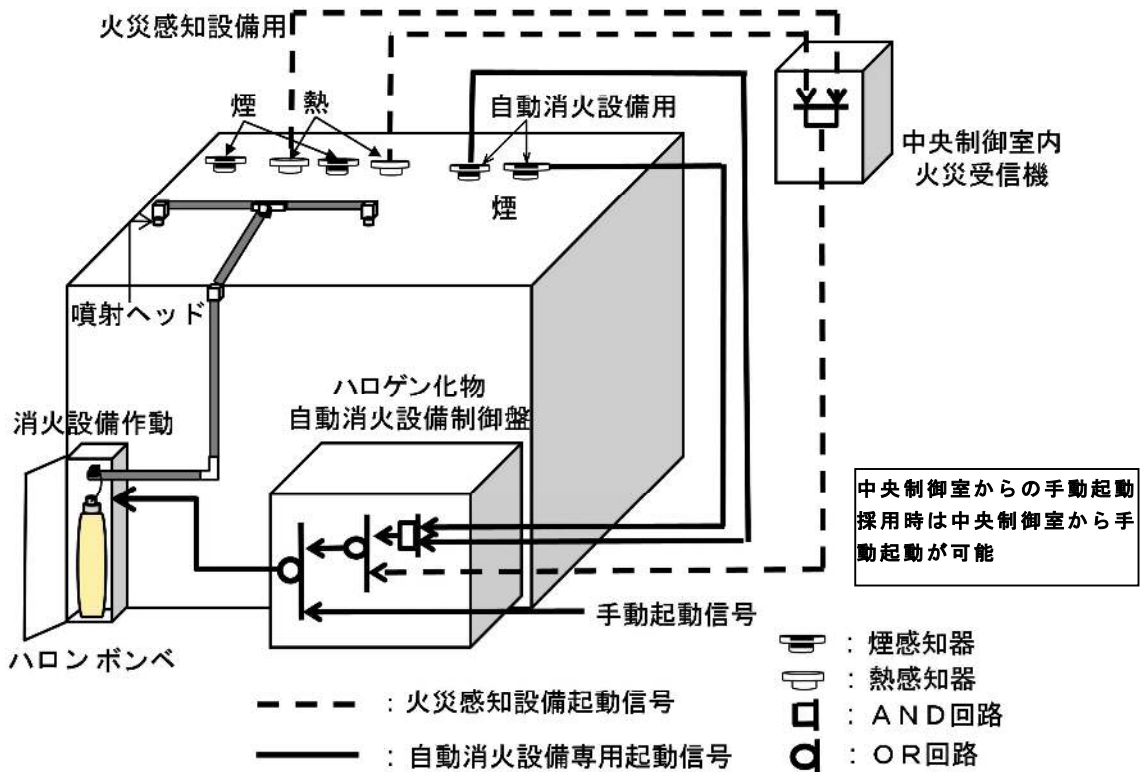 火災感知設備用
煙
熱
自動消火設備用
中央制御室内
火災受信機
煙
噴射ヘッド
ハロゲン化物
自動消火設備制御盤
消火設備作動
中央制御室からの手動起動
採用時は中央制御室から手
動起動が可能
手動起動信号
ハロンボンベ
：煙感知器
：熱感知器
：火災感知設備起動信号
：ＡＮＤ回路
：自動消火設備専用起動信号
：ＯＲ回路